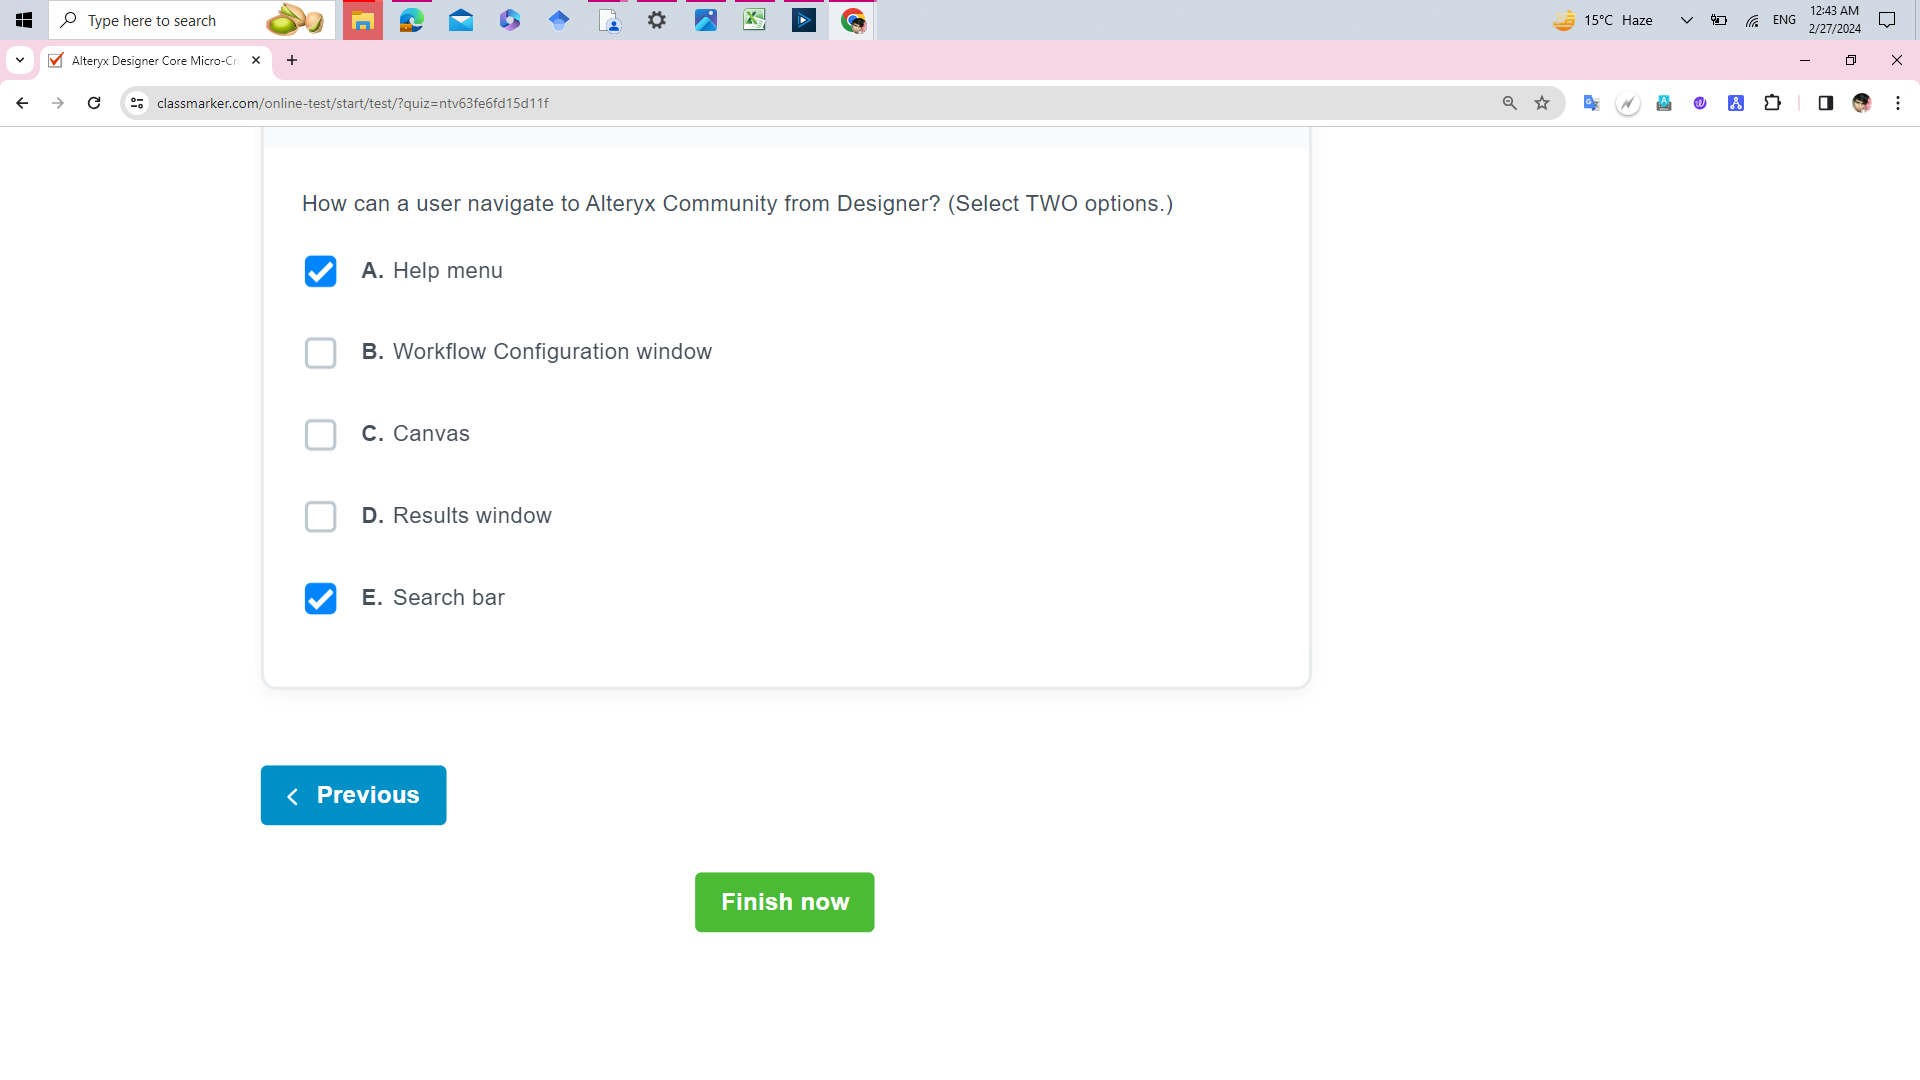 Type here to search
15°C Haze
ENG
12:43 AM
2/27/2024
Alteryx Designer Core Micro-Cr
classmarker.com/online-test/start/test/?quiz=ntv63fe6fd15d11f
How can a user navigate to Alteryx Community from Designer? (Select TWO options.)
A. Help menu
B. Workflow Configuration window
C. Canvas
D. Results window
E. Search bar
Previous
Finish now